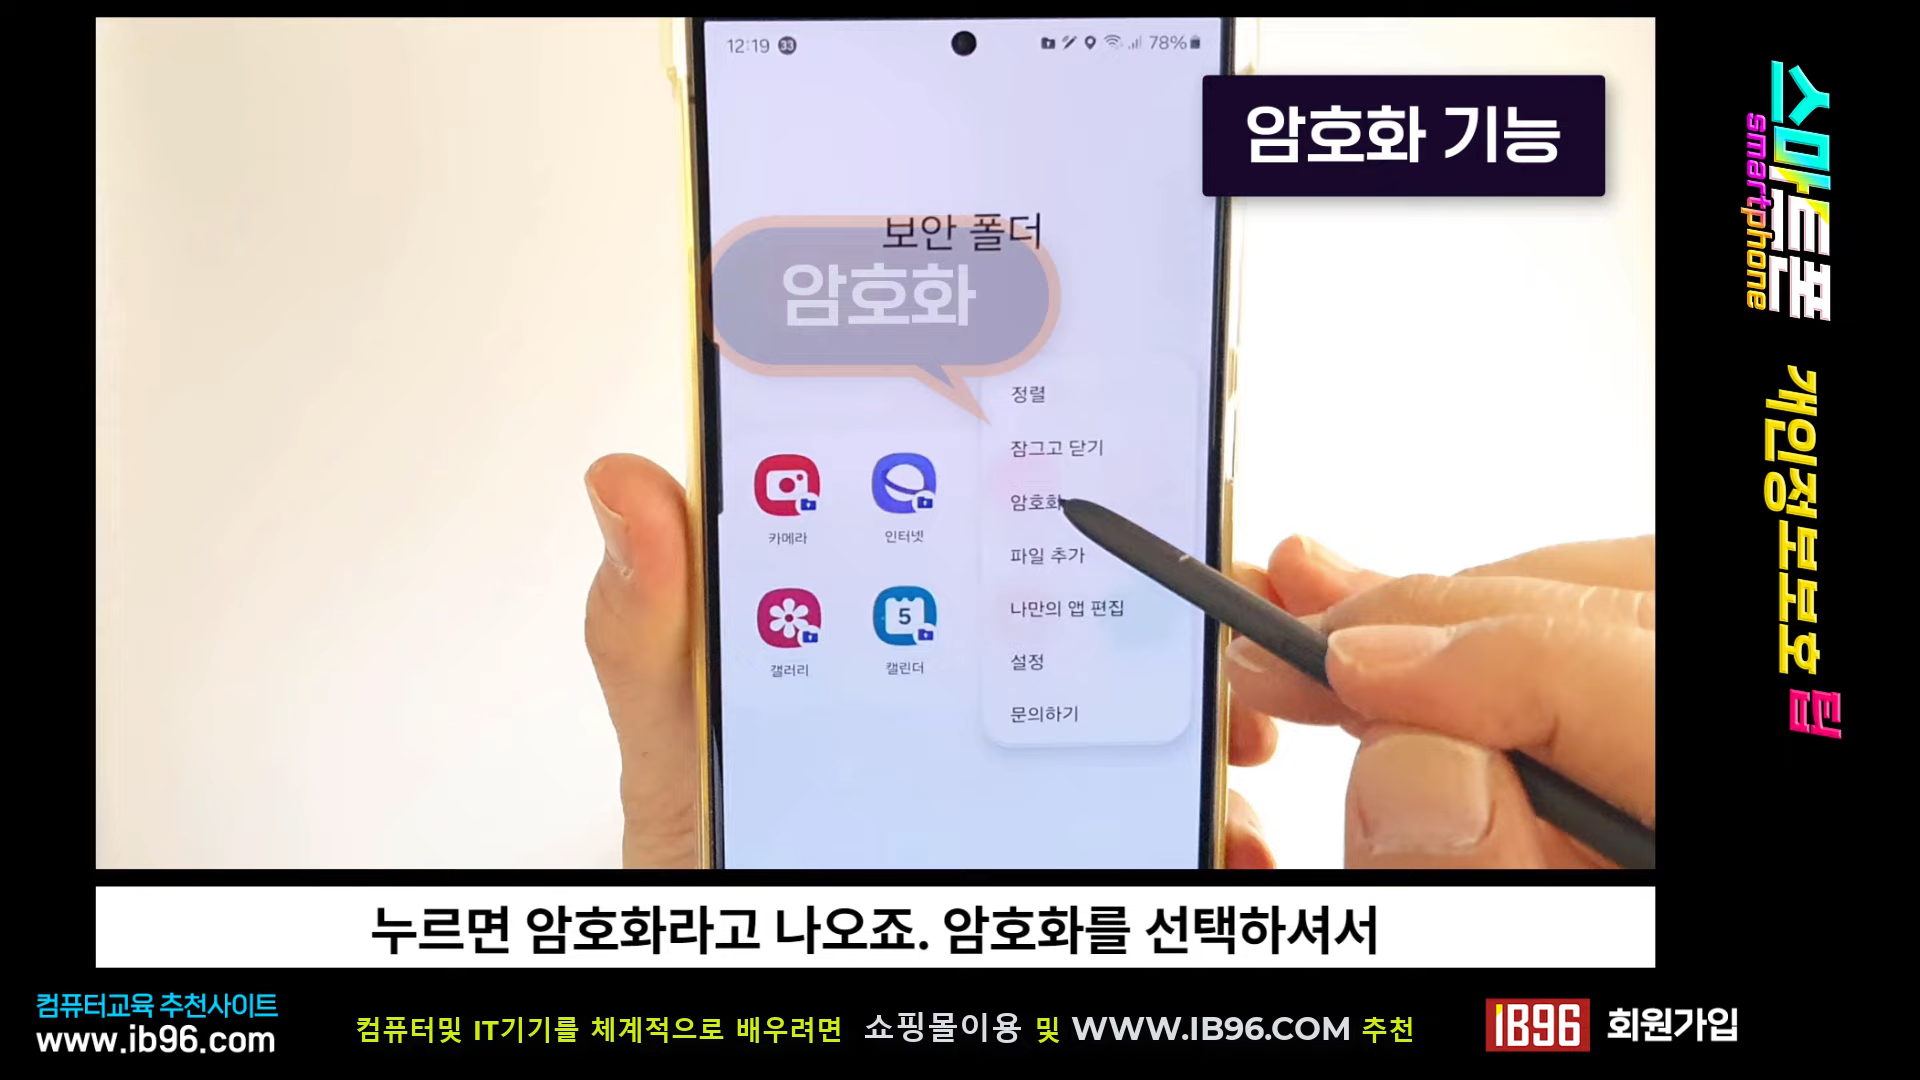 12:19 33
78%
암호화 기능
보안 폴더
암호화
정렬
잠그고 닫기
암호화
파일 추가
나만의 앱 편집
설정
문의하기
카메라
인터넷
갤러리
5
캘린더
스마트폰
smartphone
개인정보보호 팁
누르면 암호화라고 나오죠. 암호화를 선택하셔서
컴퓨터교육 추천사이트
www.ib96.com
컴퓨터및 IT기기를 체계적으로 배우려면 쇼핑몰이용 및 WWW.IB96.COM 추천
IB96 회원가입